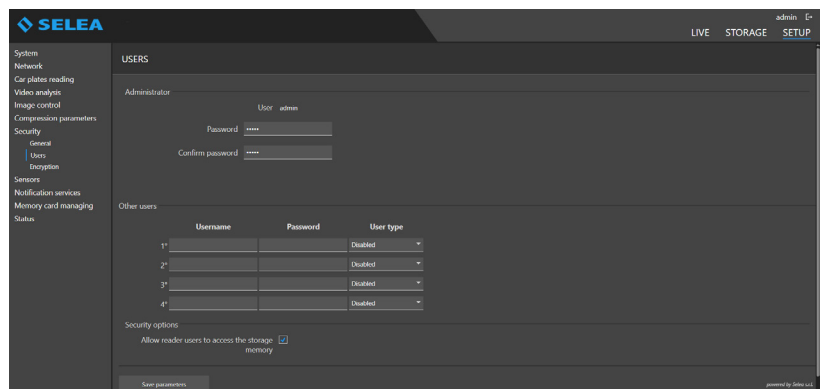 SELEA
admin
LIVE STORAGE SETUP
System
Network
Car plates reading
Video analysis
Image control
Compression parameters
Security
General
Users
Encryption
Sensors
Notification services
Memory card managing
Status
USERS
Administrator
User admin
Password •••••
Confirm password •••••
Other users
Username Password User type
1° Disabled
2° Disabled
3° Disabled
4° Disabled
Security options
Allow reader users to access the storage
memory
Save parameters
powered by Selea s.r.l.